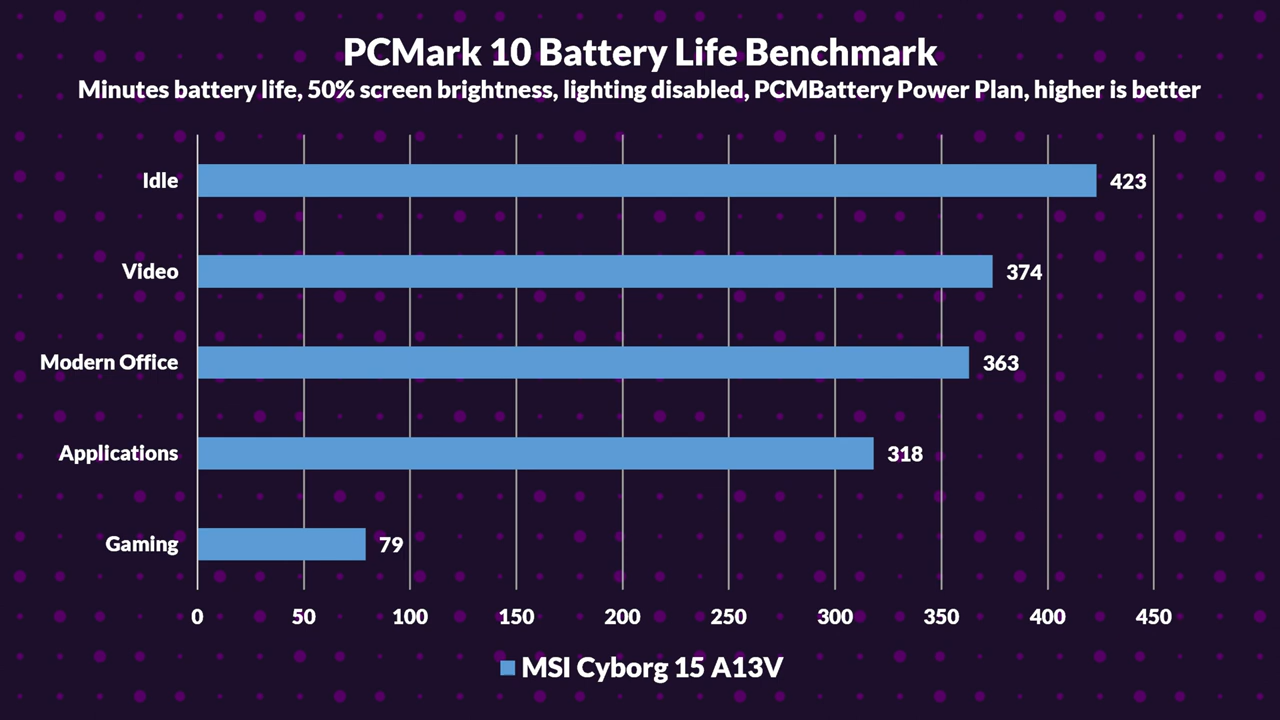 PCMark 10 Battery Life Benchmark
Minutes battery life, 50% screen brightness, lighting disabled, PCMBattery Power Plan, higher is better
Idle 423
Video 374
Modern Office 363
Applications 318
Gaming 79
0 50 100 150 200 250 300 350 400 450
MSI Cyborg 15 A13V